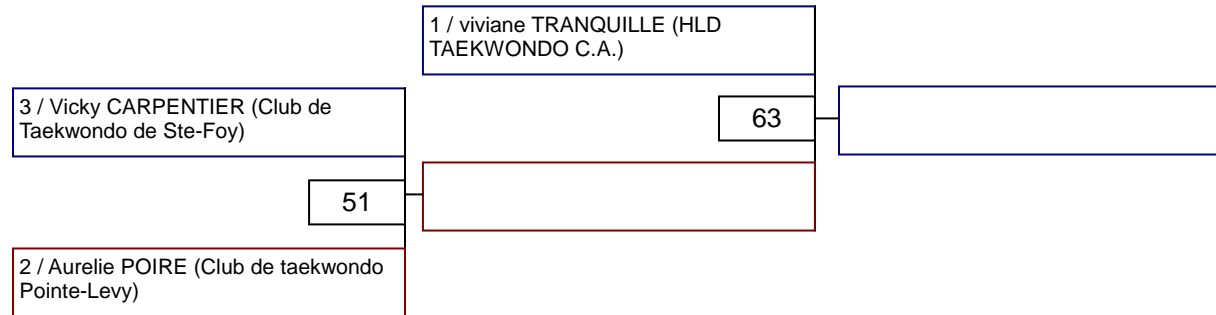 1 / viviane TRANQUILLE (HLD
TAEKWONDO C.A.)
3 / Vicky CARPENTIER (Club de
Taekwondo de Ste-Foy)
63
51
2 / Aurelie POIRE (Club de taekwondo
Pointe-Levy)